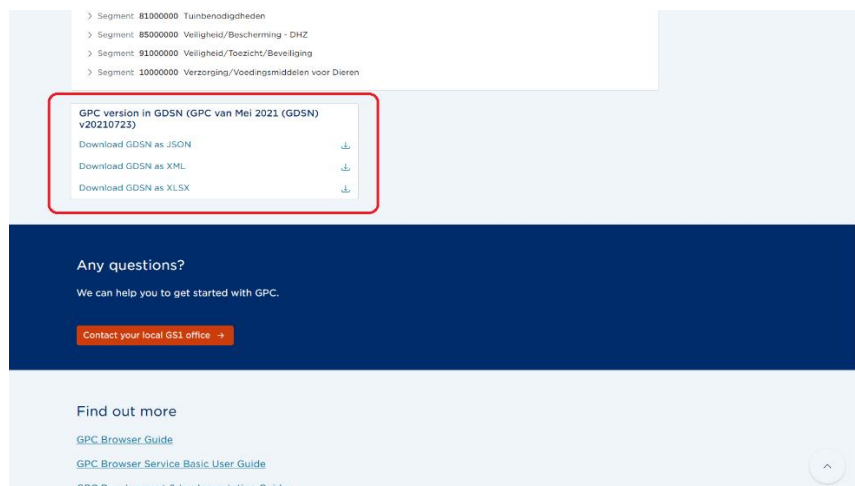 > Segment 81000000 Tuinbenodigdheden
> Segment 85000000 Veiligheid/Bescherming - DHZ
> Segment 91000000 Veiligheid/Toezicht/Beveiliging
> Segment 10000000 Verzorging/Voedingsmiddelen voor Dieren
GPC version in GDSN (GPC van Mei 2021 (GDSN)
v20210723)
Download GDSN as JSON
Download GDSN as XML
Download GDSN as XLSX
Any questions?
We can help you to get started with GPC.
Contact your local GS1 office →
Find out more
GPC Browser Guide
GPC Browser Service Basic User Guide